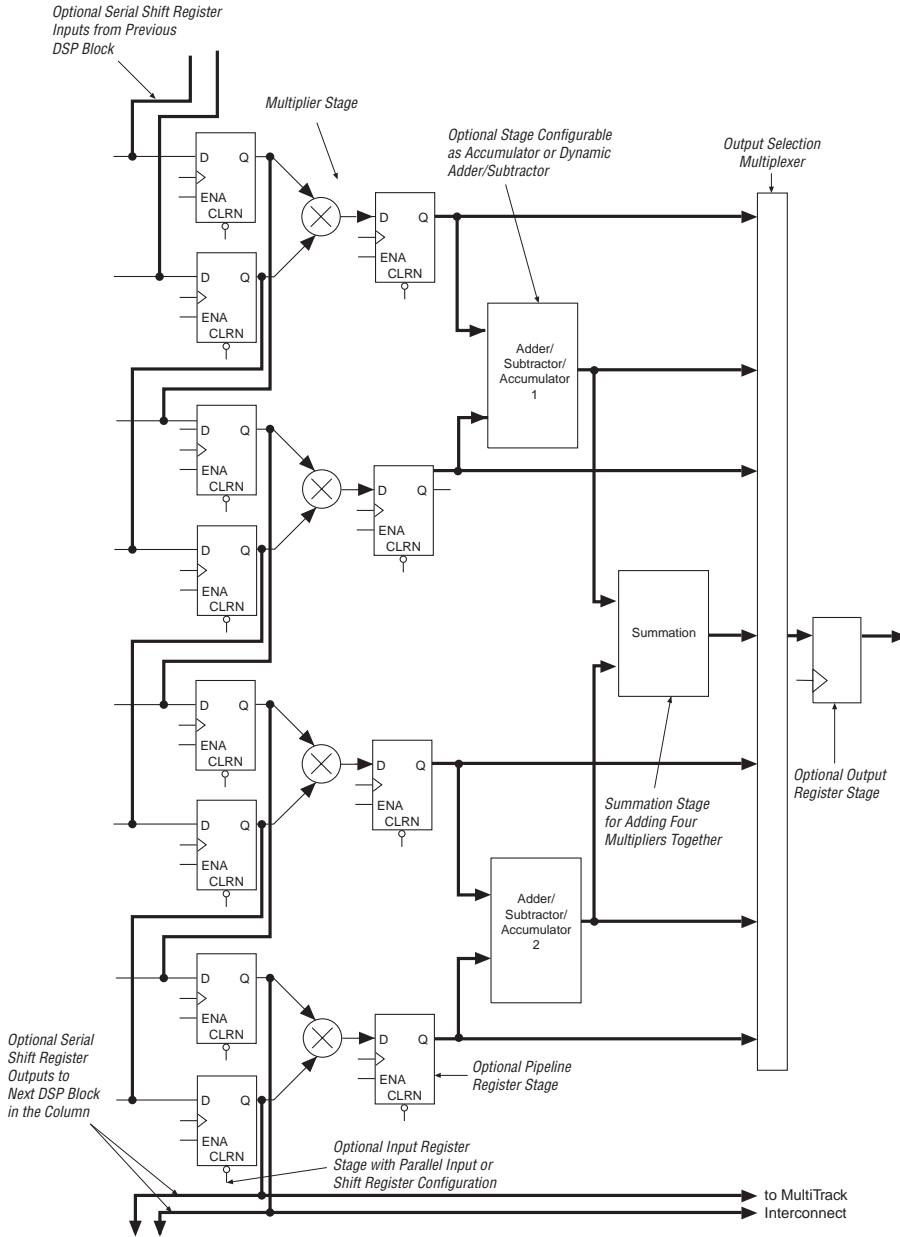 Optional Serial Shift Register
Inputs from Previous
DSP Block
Multiplier Stage
Optional Stage Configurable
as Accumulator or Dynamic
Adder/Subtractor
Output Selection
Multiplexer
D Q
ENA
CLRN
D Q
ENA
CLRN
D Q
ENA
CLRN
Adder/
Subtractor/
Accumulator
1
D Q
ENA
CLRN
D Q
ENA
CLRN
D Q
ENA
CLRN
Summation
D Q
ENA
CLRN
D Q
ENA
CLRN
D Q
ENA
CLRN
Optional Output
Register Stage
Summation Stage
for Adding Four
Multipliers Together
Adder/
Subtractor/
Accumulator
2
D Q
ENA
CLRN
D Q
ENA
CLRN
D Q
ENA
CLRN
Optional Pipeline
Register Stage
Optional Serial
Shift Register
Outputs to
Next DSP Block
in the Column
Optional Input Register
Stage with Parallel Input or
Shift Register Configuration
to MultiTrack
Interconnect